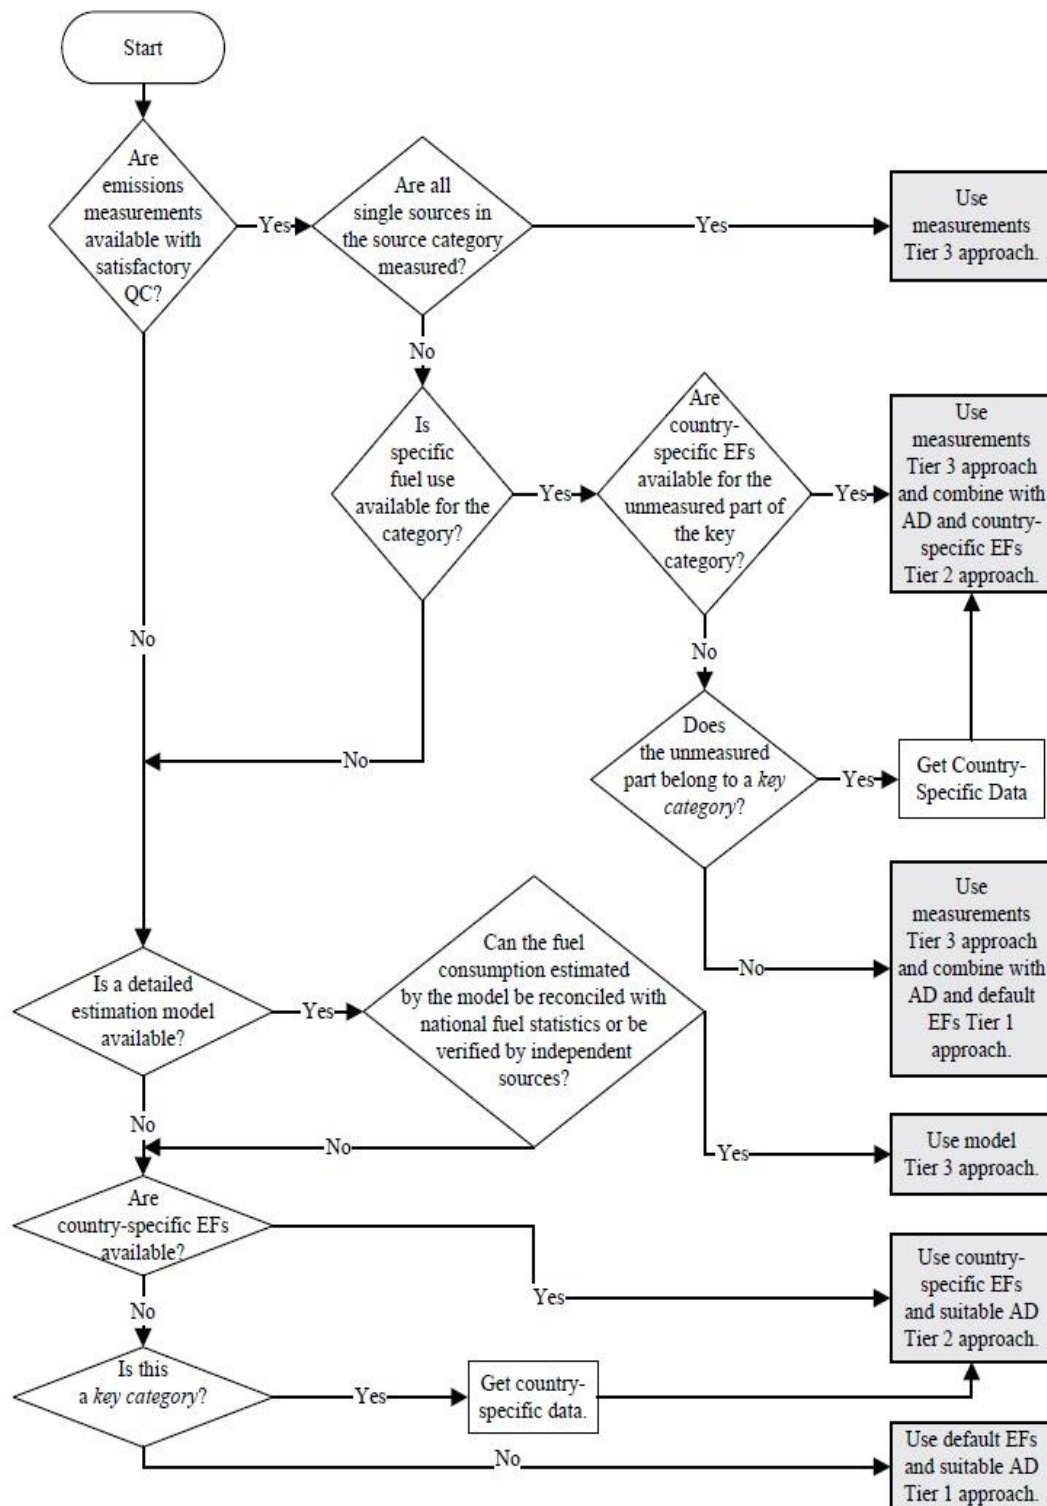 Start
Are
emissions
measurements
available with
satisfactory
QC?
Yes
Are all
single sources in
the source category
measured?
Yes
Use
measurements
Tier 3 approach.
No
Is
specific
fuel use
available for the
category?
Yes
Are
country-
specific EFs
available for the
unmeasured part of
the key
category?
Yes
Use
measurements
Tier 3 approach
and combine with
AD and country-
specific EFs
Tier 2 approach.
No
No
Does
the unmeasured
part belong to a key
category?
Yes
Get Country-
Specific Data
No
No
Use
measurements
Tier 3 approach
and combine with
AD and default
EFs Tier 1
approach.
Is a detailed
estimation model
available?
Yes
Can the fuel
consumption estimated
by the model be reconciled with
national fuel statistics or be
verified by independent
sources?
Yes
Use model
Tier 3 approach.
No
No
Are
country-specific EFs
available?
Yes
Use country-
specific EFs
and suitable AD
Tier 2 approach.
No
Is this
a key category?
Yes
Get country-
specific data.
No
Use default EFs
and suitable AD
Tier 1 approach.